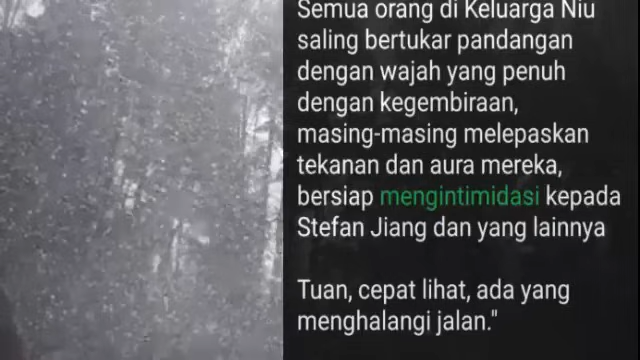 Semua orang di Keluarga Niu
saling bertukar pandangan
dengan wajah yang penuh
dengan kegembiraan,
masing-masing melepaskan
tekanan dan aura mereka,
bersiap mengintimidasi kepada
Stefan Jiang dan yang lainnya
Tuan, cepat lihat, ada yang
menghalangi jalan."